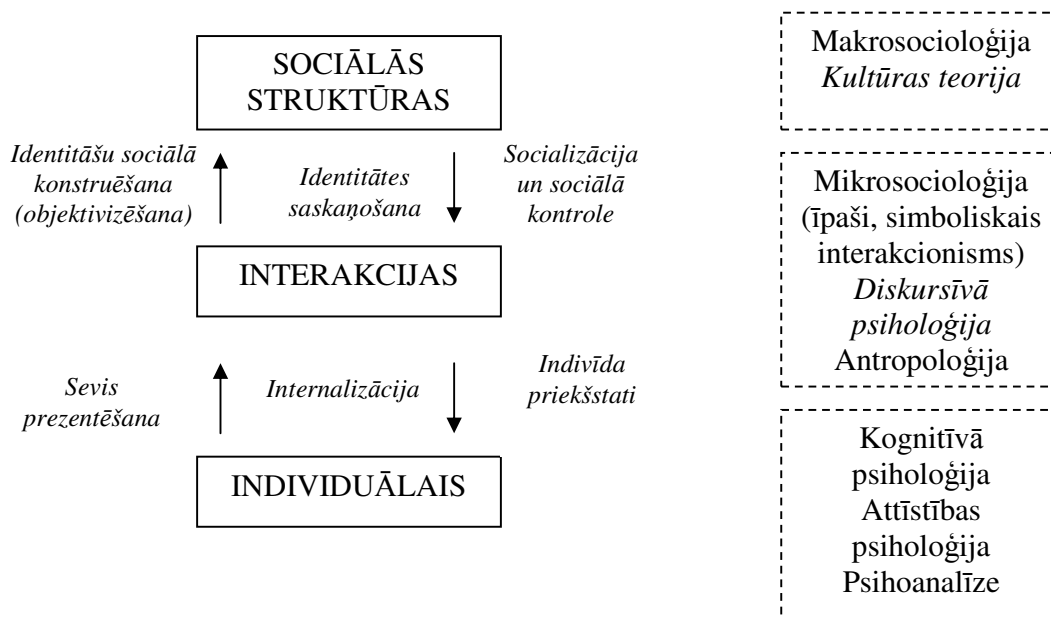 SOCIĀLĀS
STRUKTŪRAS
Identitāšu sociālā
konstruēšana
(objektivizēšana)
Identitātes
saskaņošana
Socializācija
un sociālā
kontrole
INTERAKCIJAS
Sevis
prezentēšana
Internalizācija
Indivīda
priekšstati
INDIVIDUĀLAIS
Makrosocioloģija
Kultūras teorija
Mikrosocioloģija
(īpaši, simboliskais
interakcionisms)
Diskursīvā
psiholoģija
Antropoloģija
Kognitīvā
psiholoģija
Attīstības
psiholoģija
Psihoanalīze